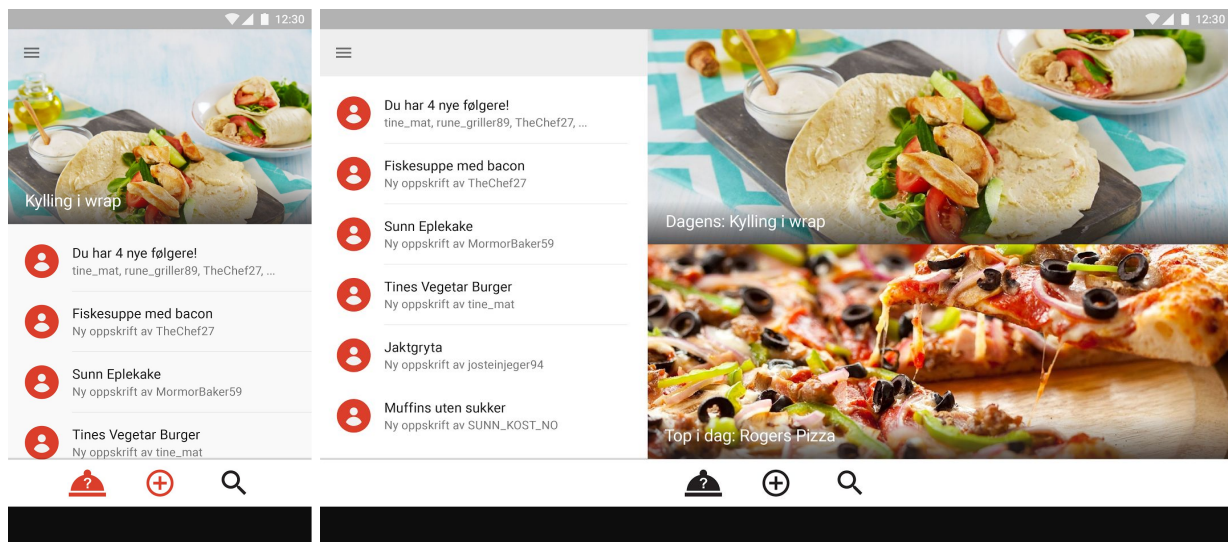 12:30
Kylling i wrap
Du har 4 nye følgere!
tine_mat, rune_griller89, TheChef27, ...
Fiskesuppe med bacon
Ny oppskrift av TheChef27
Sunn Eplekake
Ny oppskrift av MormorBaker59
Tines Vegetar Burger
Ny oppskrift av tine_mat
?
12:30
Du har 4 nye følgere!
tine_mat, rune_griller89, TheChef27, ...
Fiskesuppe med bacon
Ny oppskrift av TheChef27
Sunn Eplekake
Ny oppskrift av MormorBaker59
Tines Vegetar Burger
Ny oppskrift av tine_mat
Jaktgryta
Ny oppskrift av josteinjeger94
Muffins uten sukker
Ny oppskrift av SUNN_KOST_NO
Dagens: Kylling i wrap
Top i dag: Rogers Pizza
?